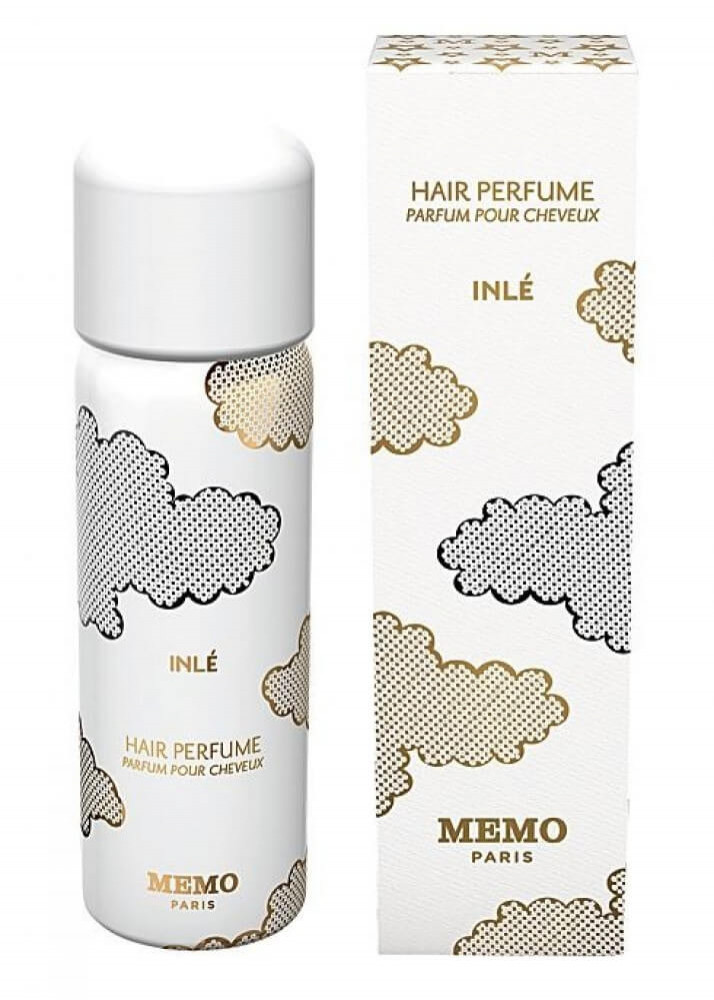 INLÉ
HAIR PERFUME
PARFUM POUR CHEVEUX
MEMO
PARIS
M
HAIR PERFUME
PARFUM POUR CHEVEUX
INLÉ
MEMO
PARIS